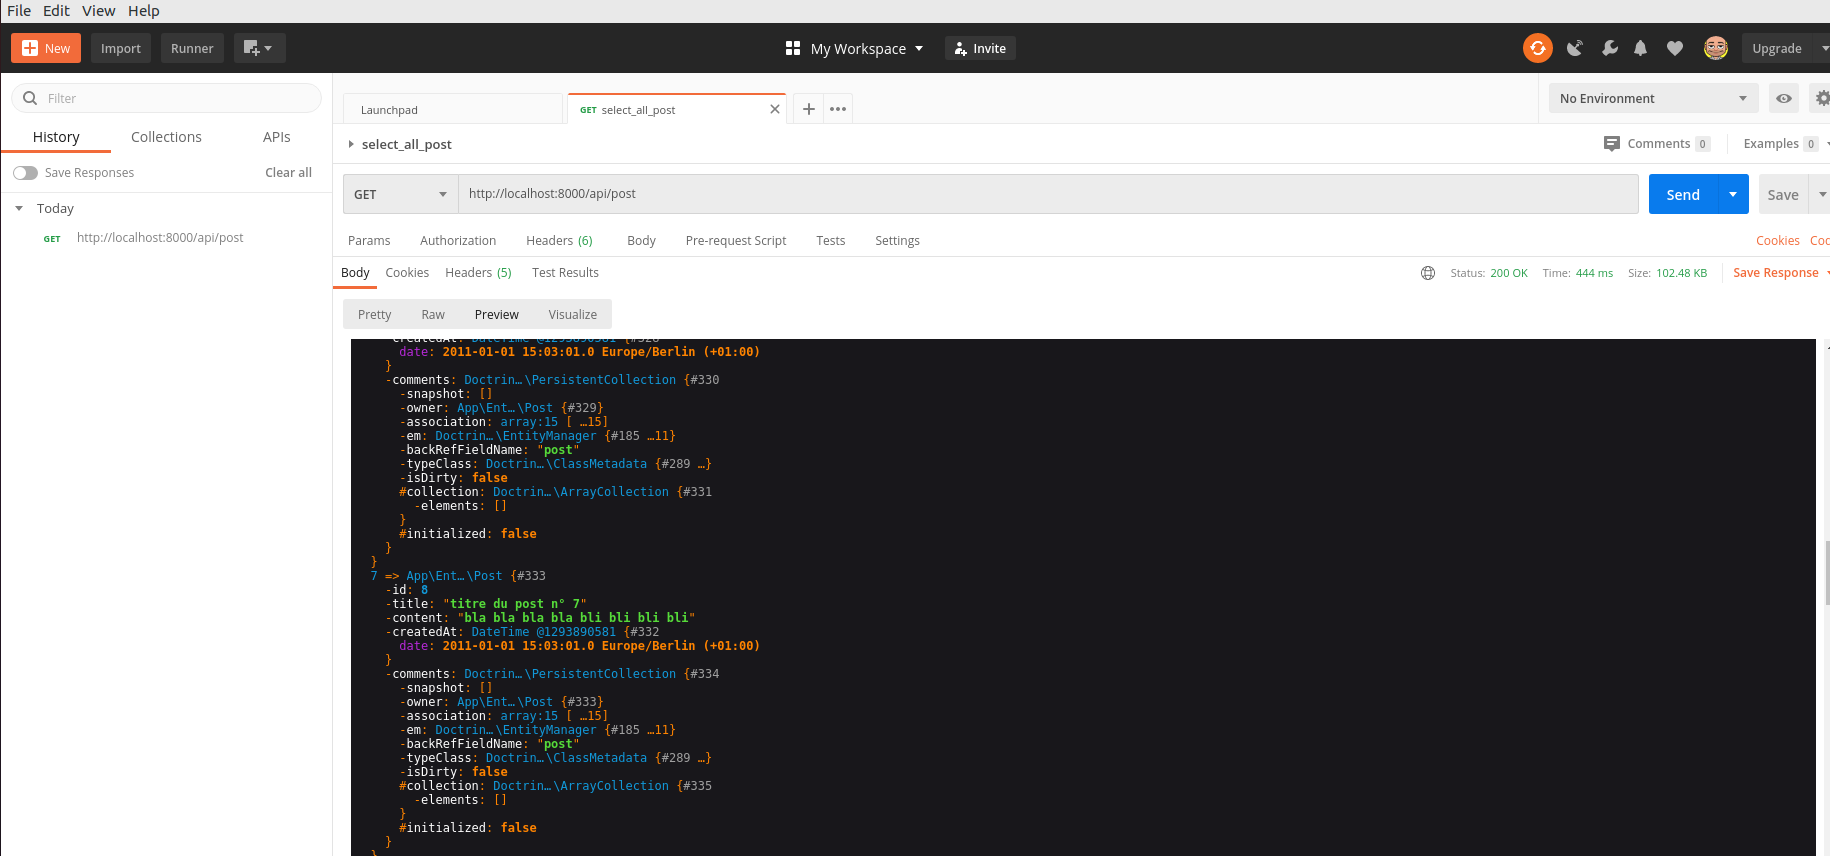 File Edit View Help
New Import Runner My Workspace Invite Upgrade
Filter
Launchpad GET select_all_post No Environment
History Collections APIs
select_all_post Comments 0 Examples 0
Save Responses Clear all
GET http://localhost:8000/api/post Send Save
Today
GET http://localhost:8000/api/post
Params Authorization Headers (6) Body Pre-request Script Tests Settings Cookies Coc
Body Cookies Headers (5) Test Results Status: 200 OK Time: 444 ms Size: 102.48 KB Save Response
Pretty Raw Preview Visualize
-createdAt: DateTime @1293890581 {#328
date: 2011-01-01 15:03:01.0 Europe/Berlin (+01:00)
}
-comments: Doctrin…\PersistentCollection {#330
-snapshot: []
-owner: App\Ent…\Post {#329}
-association: array:15 [ …15]
-em: Doctrin…\EntityManager {#185 …11}
-backRefFieldName: "post"
-typeClass: Doctrin…\ClassMetadata {#289 …}
-isDirty: false
#collection: Doctrin…\ArrayCollection {#331
-elements: []
}
#initialized: false
}
}
7 => App\Ent…\Post {#333
-id: 8
-title: "titre du post n° 7"
-content: "bla bla bla bla bli bli bli bli"
-createdAt: DateTime @1293890581 {#332
date: 2011-01-01 15:03:01.0 Europe/Berlin (+01:00)
}
-comments: Doctrin…\PersistentCollection {#334
-snapshot: []
-owner: App\Ent…\Post {#333}
-association: array:15 [ …15]
-em: Doctrin…\EntityManager {#185 …11}
-backRefFieldName: "post"
-typeClass: Doctrin…\ClassMetadata {#289 …}
-isDirty: false
#collection: Doctrin…\ArrayCollection {#335
-elements: []
}
#initialized: false
}
}